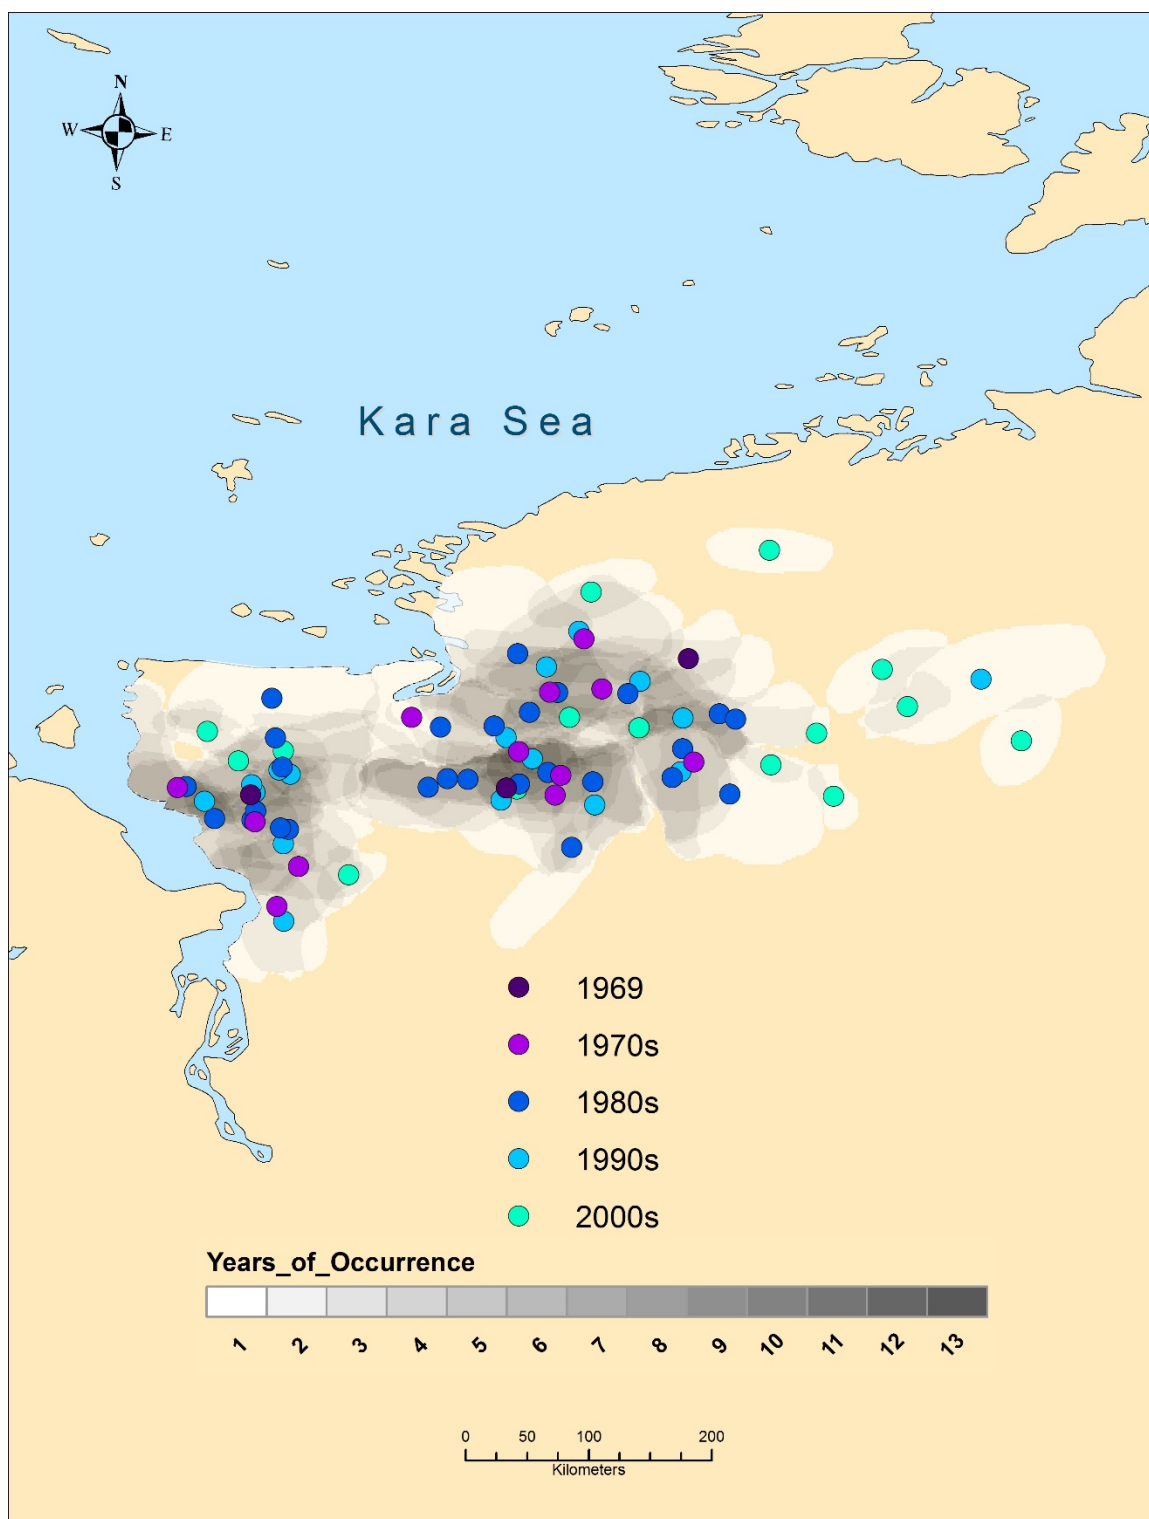 N
W E
S
Kara Sea
1969
1970s
1980s
1990s
2000s
Years_of_Occurrence
1 2 3 4 5 6 7 8 9 10 11 12 13
0 50 100 200
Kilometers